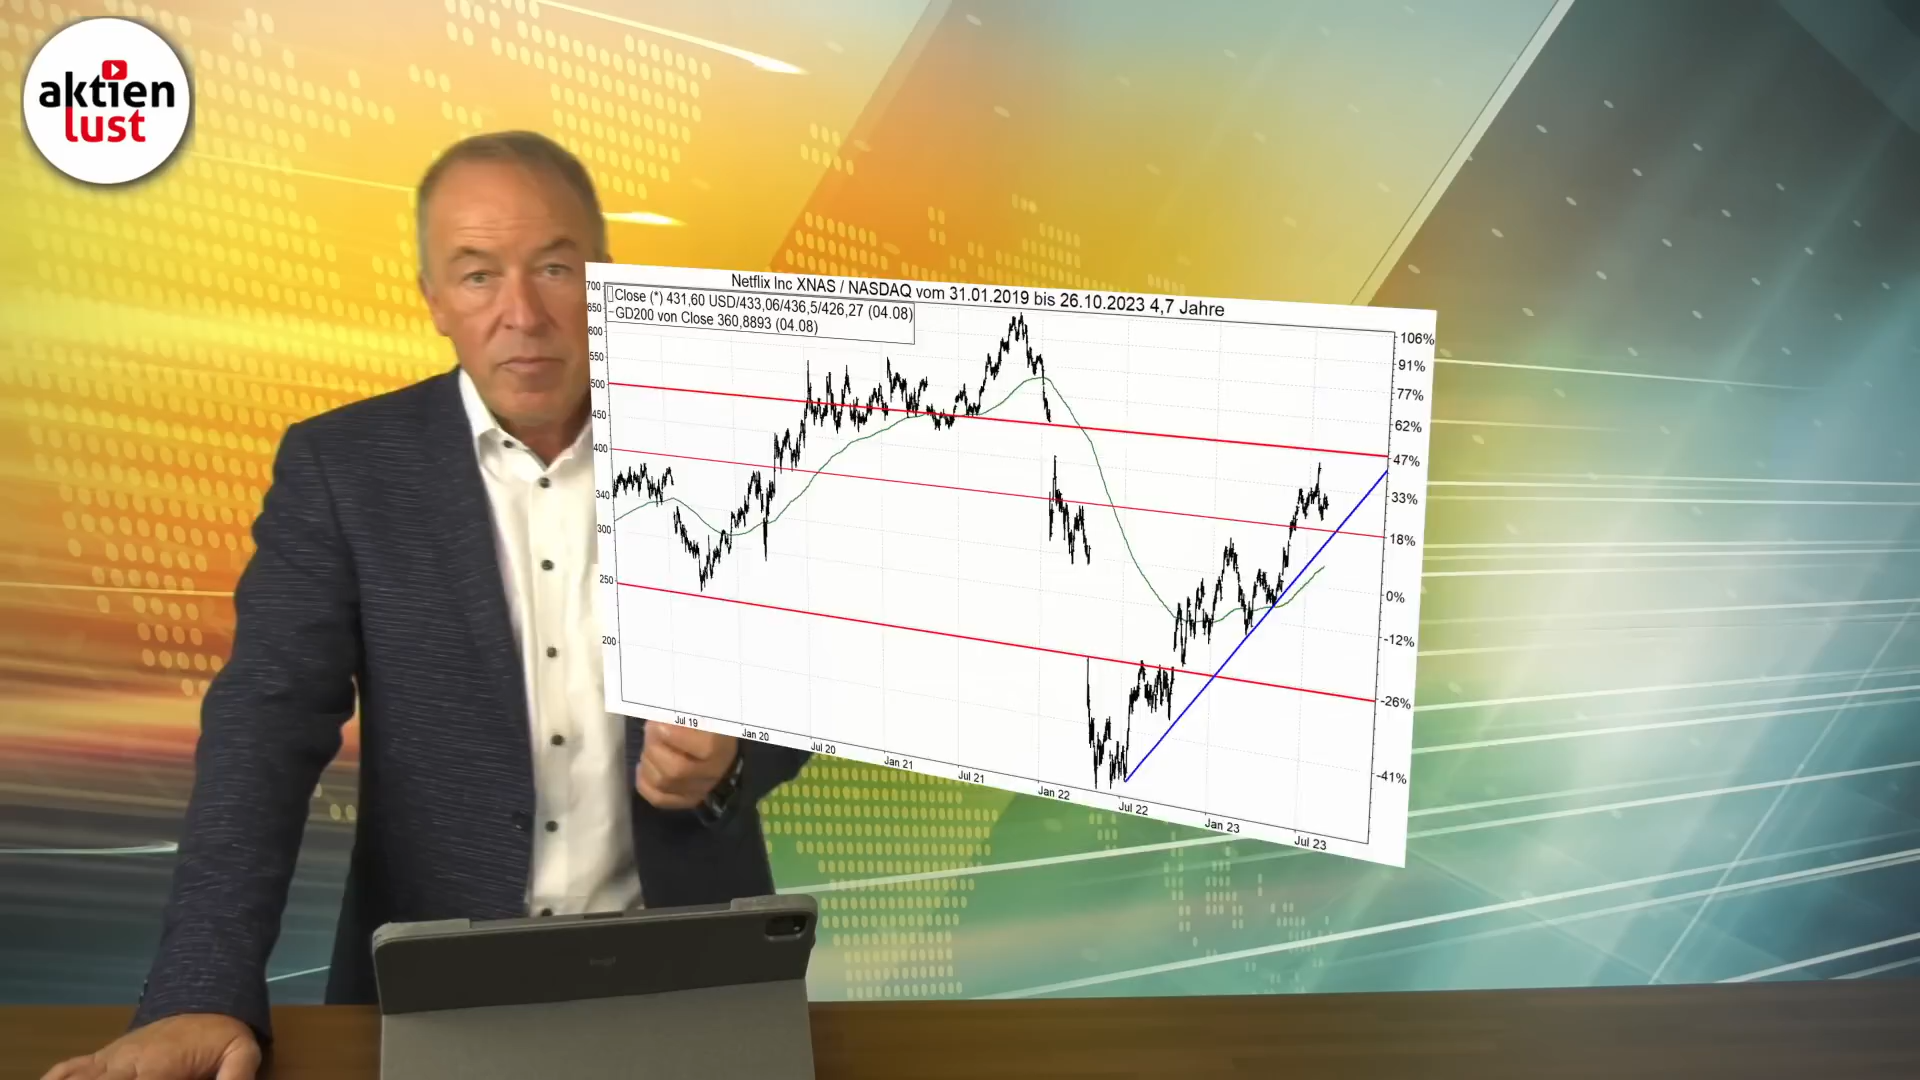 aktien
lust
Netflix Inc XNAS / NASDAQ vom 31.01.2019 bis 26.10.2023 4,7 Jahre
Close (*) 431,60 USD/433,06/436,5/426,27 (04.08)
GD200 von Close 360,8893 (04.08)
700
650
600
550
500
450
400
340
300
250
200
106%
91%
77%
62%
47%
33%
18%
0%
-12%
-26%
-41%
Jul 19
Jan 20
Jul 20
Jan 21
Jul 21
Jan 22
Jul 22
Jan 23
Jul 23